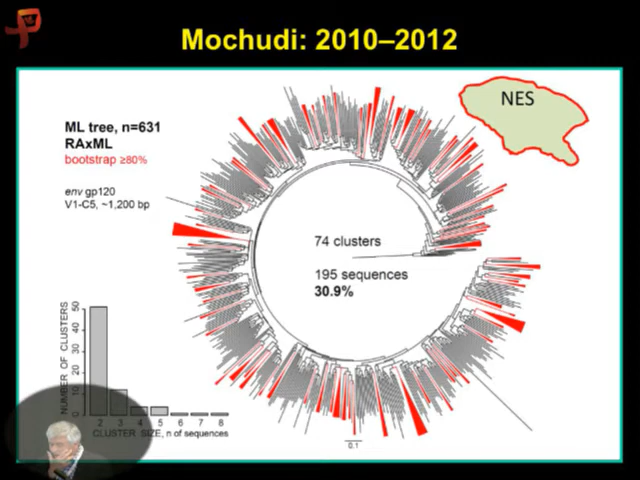 Mochudi: 2010–2012
NES
ML tree, n=631
RAxML
bootstrap ≥80%
env gp120
V1-C5, ~1,200 bp
74 clusters
195 sequences
30.9%
NUMBER OF CLUSTERS
50
40
30
20
10
0
2 3 4 5 6 7 8
CLUSTER SIZE, n of sequences
0.1